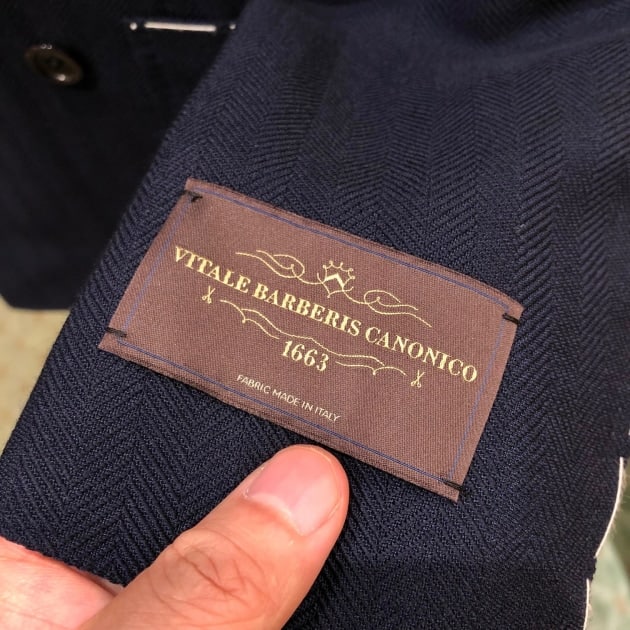 VITALE BARBERIS CANONICO
1663
FABRIC MADE IN ITALY